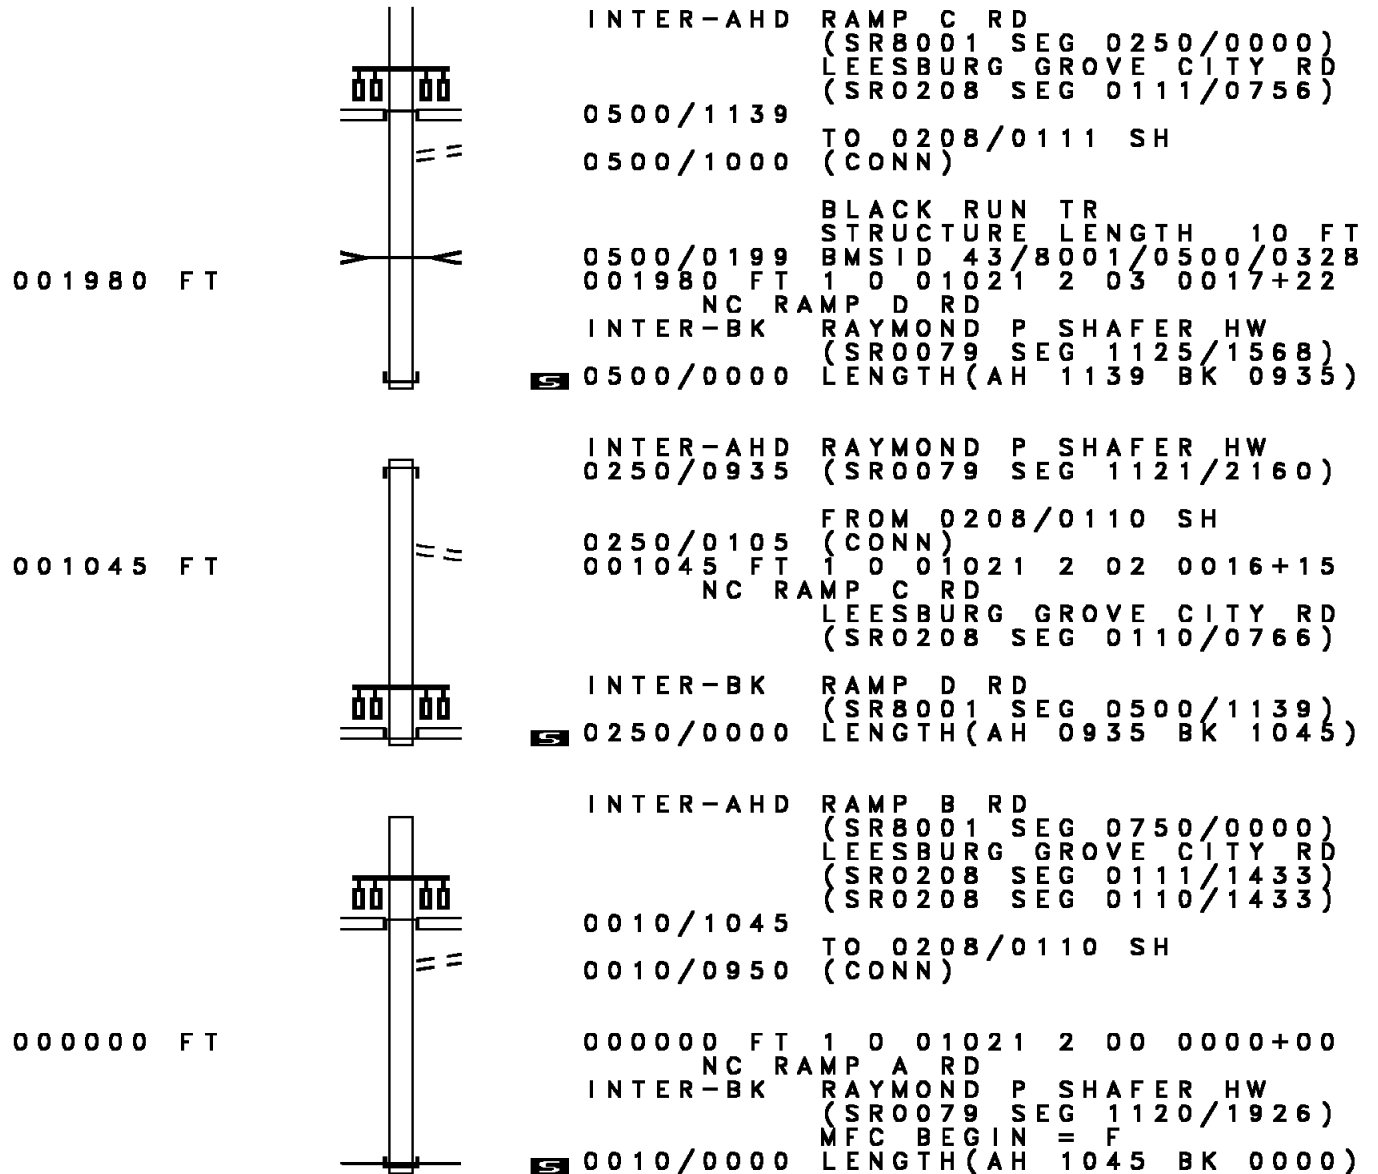 INTER-AHD RAMP C RD
(SR8001 SEG 0250/0000)
LEESBURG GROVE CITY RD
(SR0208 SEG 0111/0756)
0500/1139
TO 0208/0111 SH
0500/1000 (CONN)
BLACK RUN TR
STRUCTURE LENGTH 10 FT
0500/0199 BMSID 43/8001/0500/0328
001980 FT 001980 FT 1 0 01021 2 03 0017+22
NC RAMP D RD
INTER-BK RAYMOND P SHAFER HW
(SR0079 SEG 1125/1568)
S 0500/0000 LENGTH(AH 1139 BK 0935)
INTER-AHD RAYMOND P SHAFER HW
0250/0935 (SR0079 SEG 1121/2160)
FROM 0208/0110 SH
0250/0105 (CONN)
001045 FT 001045 FT 1 0 01021 2 02 0016+15
NC RAMP C RD
LEESBURG GROVE CITY RD
(SR0208 SEG 0110/0766)
INTER-BK RAMP D RD
(SR8001 SEG 0500/1139)
S 0250/0000 LENGTH(AH 0935 BK 1045)
INTER-AHD RAMP B RD
(SR8001 SEG 0750/0000)
LEESBURG GROVE CITY RD
(SR0208 SEG 0111/1433)
(SR0208 SEG 0110/1433)
0010/1045
TO 0208/0110 SH
0010/0950 (CONN)
000000 FT 000000 FT 1 0 01021 2 00 0000+00
NC RAMP A RD
INTER-BK RAYMOND P SHAFER HW
(SR0079 SEG 1120/1926)
MFC BEGIN = F
S 0010/0000 LENGTH(AH 1045 BK 0000)